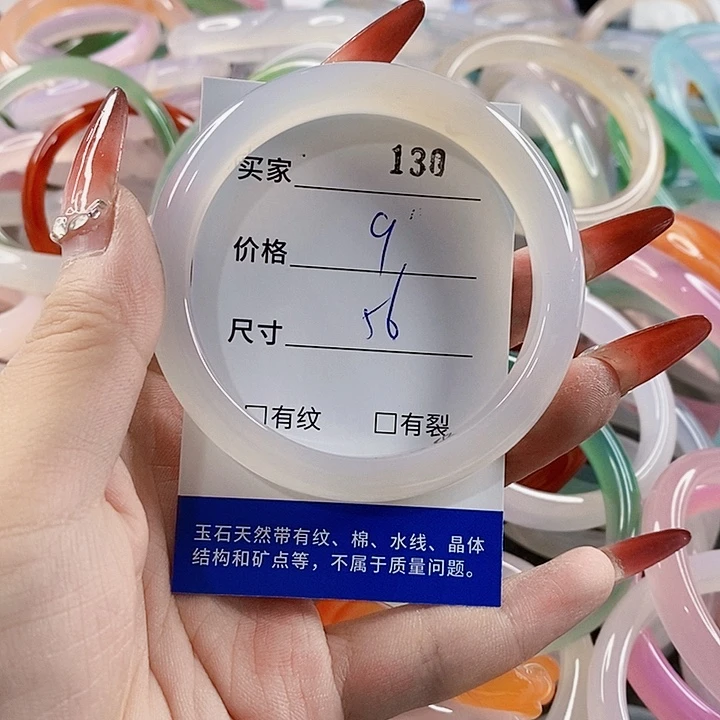 买家 130
价格 9
尺寸 56
□有纹 □有裂
玉石天然带有纹、棉、水线、晶体
结构和矿点等，不属于质量问题。